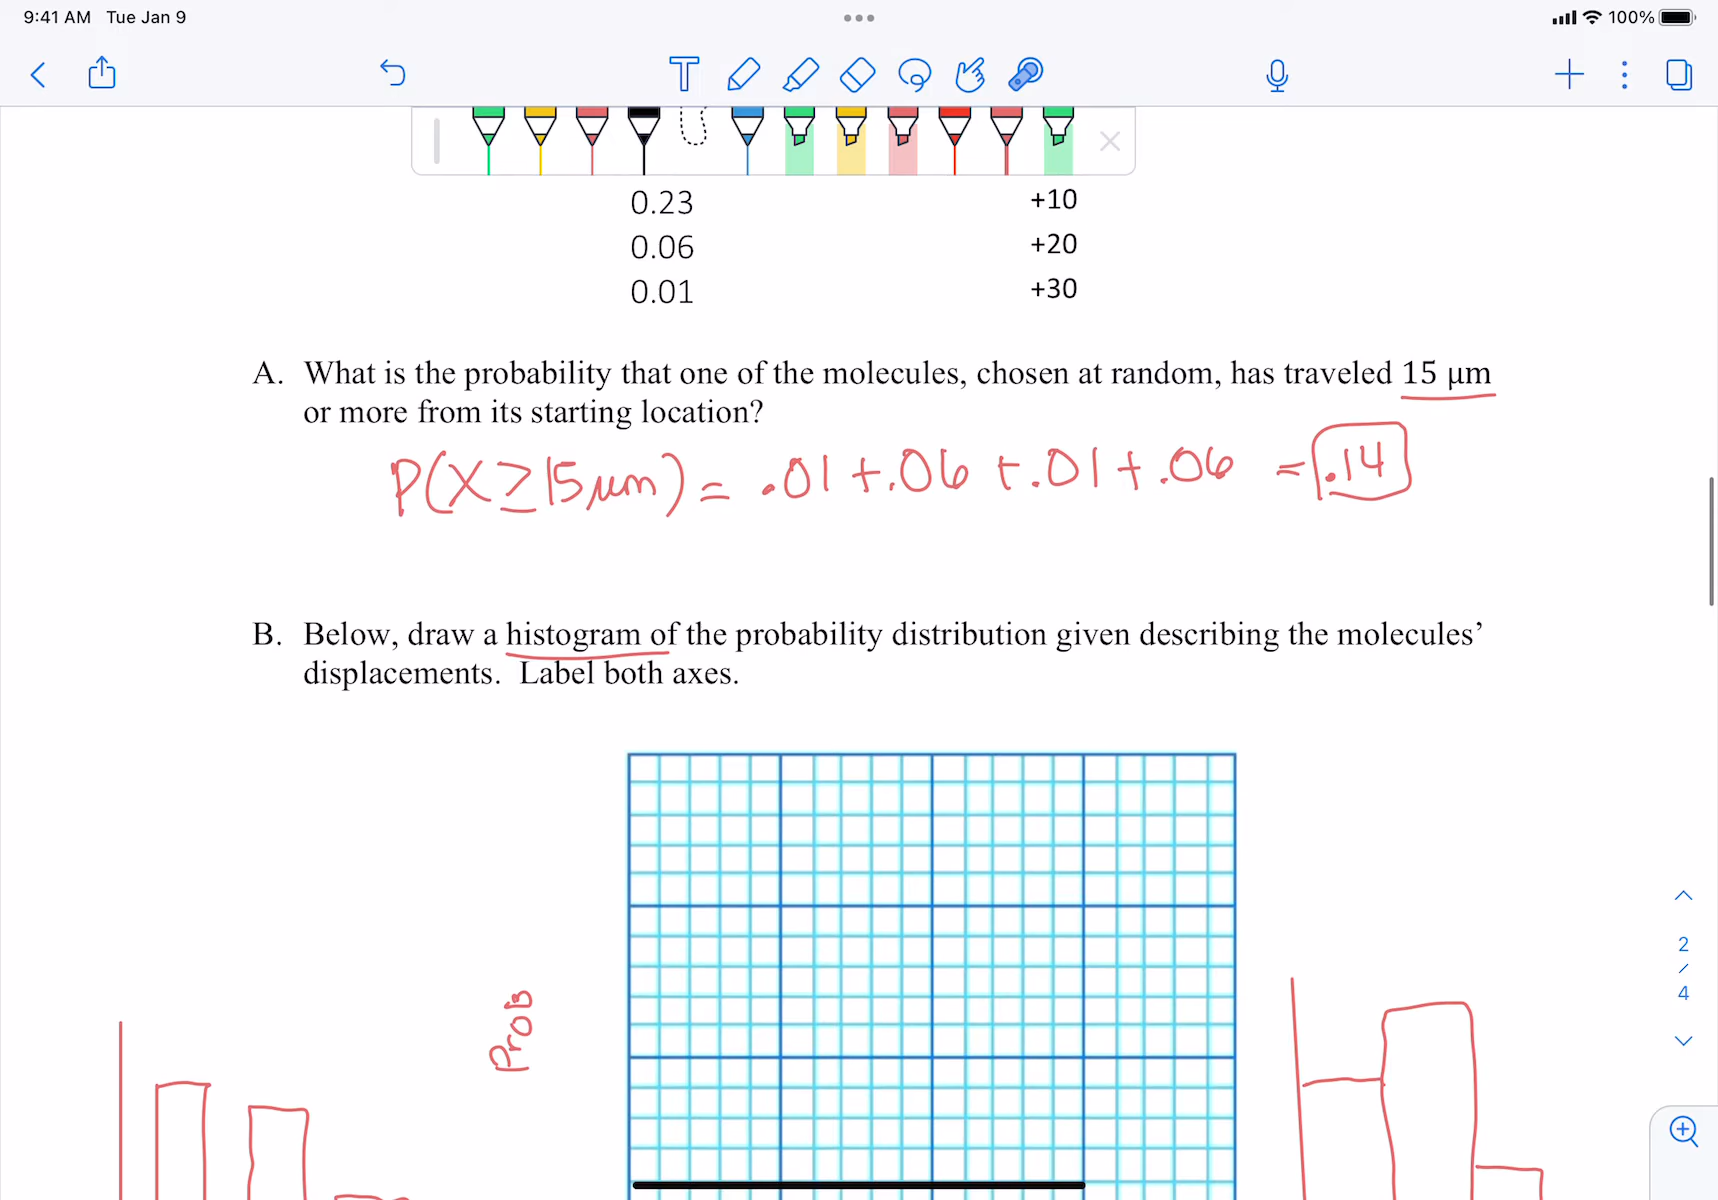 9:41 AM Tue Jan 9
100%
0.23 +10
0.06 +20
0.01 +30
A. What is the probability that one of the molecules, chosen at random, has traveled 15 μm
or more from its starting location?
P(X ≥ 15 μm) = .01 + .06 + .01 + .06 = .14
B. Below, draw a histogram of the probability distribution given describing the molecules’
displacements. Label both axes.
Prob
2
/
4